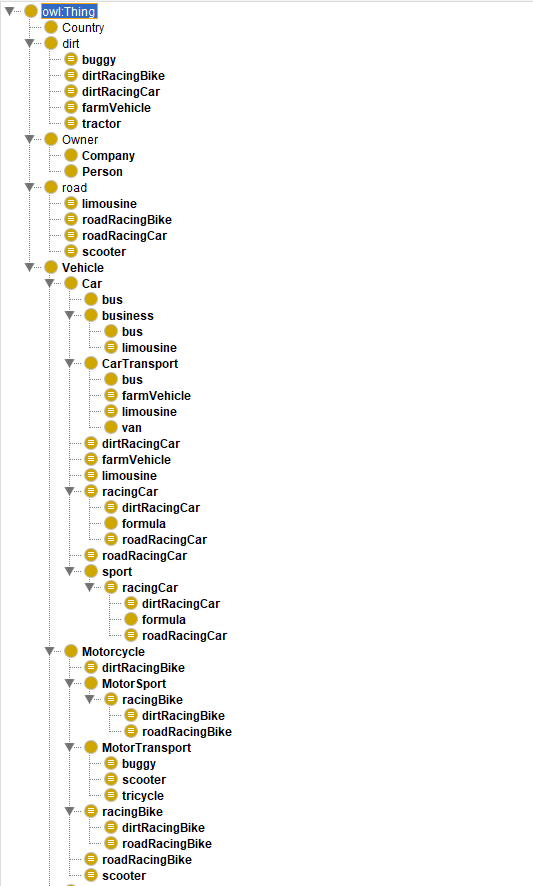 owl:Thing
Country
dirt
buggy
dirtRacingBike
dirtRacingCar
farmVehicle
tractor
Owner
Company
Person
road
limousine
roadRacingBike
roadRacingCar
scooter
Vehicle
Car
bus
business
bus
limousine
CarTransport
bus
farmVehicle
limousine
van
dirtRacingCar
farmVehicle
limousine
racingCar
dirtRacingCar
formula
roadRacingCar
roadRacingCar
sport
racingCar
dirtRacingCar
formula
roadRacingCar
Motorcycle
dirtRacingBike
MotorSport
racingBike
dirtRacingBike
roadRacingBike
MotorTransport
buggy
scooter
tricycle
racingBike
dirtRacingBike
roadRacingBike
roadRacingBike
scooter